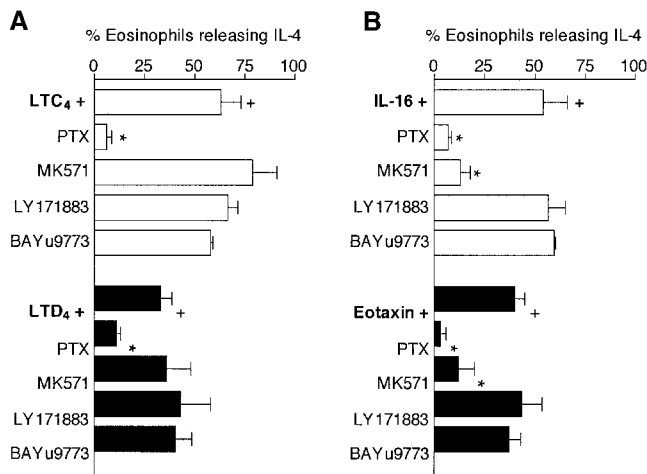 A
% Eosinophils releasing IL-4
0 25 50 75 100
LTC4 +
+
PTX
*
MK571
LY171883
BAYu9773
LTD4 +
+
PTX
*
MK571
LY171883
BAYu9773
B
% Eosinophils releasing IL-4
0 25 50 75 100
IL-16 +
+
PTX
*
MK571
*
LY171883
BAYu9773
Eotaxin +
+
PTX
*
MK571
*
LY171883
BAYu9773